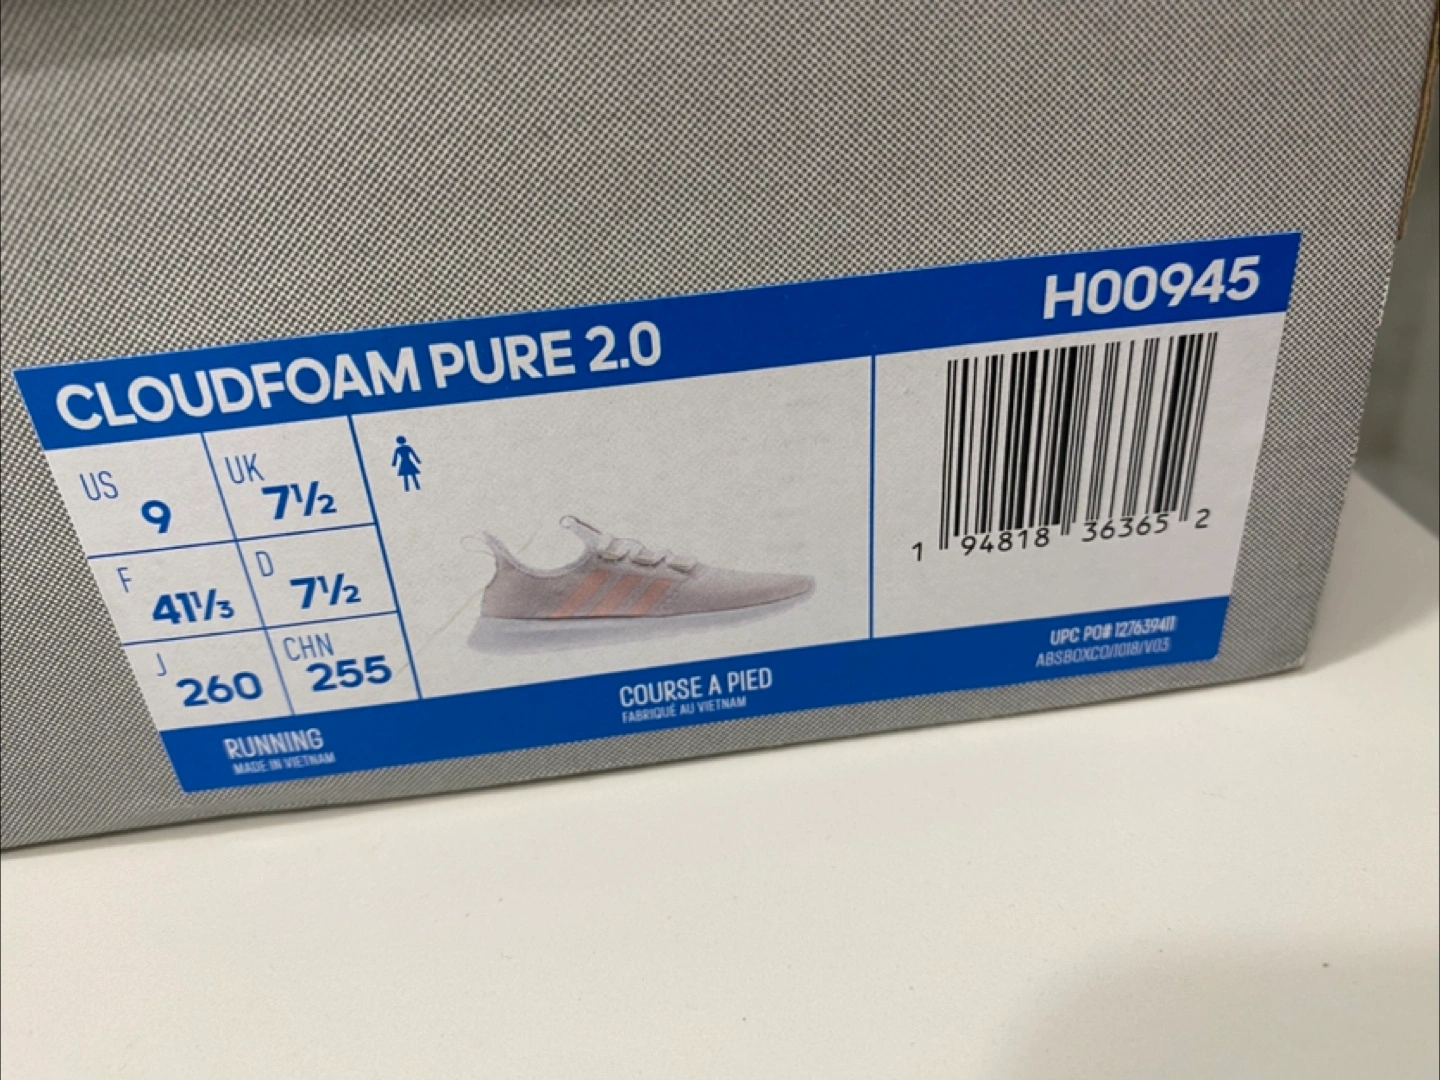 CLOUDFOAM PURE 2.0
H00945
US 9
UK 7½
F 41⅓
D 7½
J 260
CHN 255
1 94818 36365 2
RUNNING
MADE IN VIETNAM
COURSE A PIED
FABRIQUÉ AU VIETNAM
UPC PO# 127639411
ABSBOXCO/1018/V03